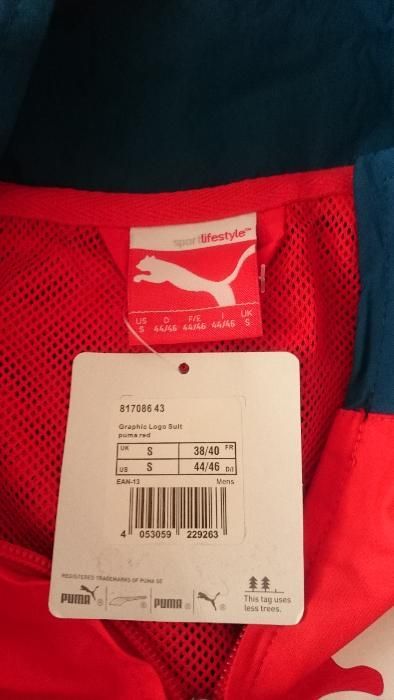 sportlifestyle™
US D F/E I UK
S 44/46 44/46 44/46 S
817086 43
Graphic Logo Suit
puma red
UK S 38/40 FR
US S 44/46 D/I
EAN-13 Mens
4 053059 229263
REGISTERED TRADEMARKS OF PUMA SE
PUMA ® ® PUMA ® ®
This tag uses
less trees.